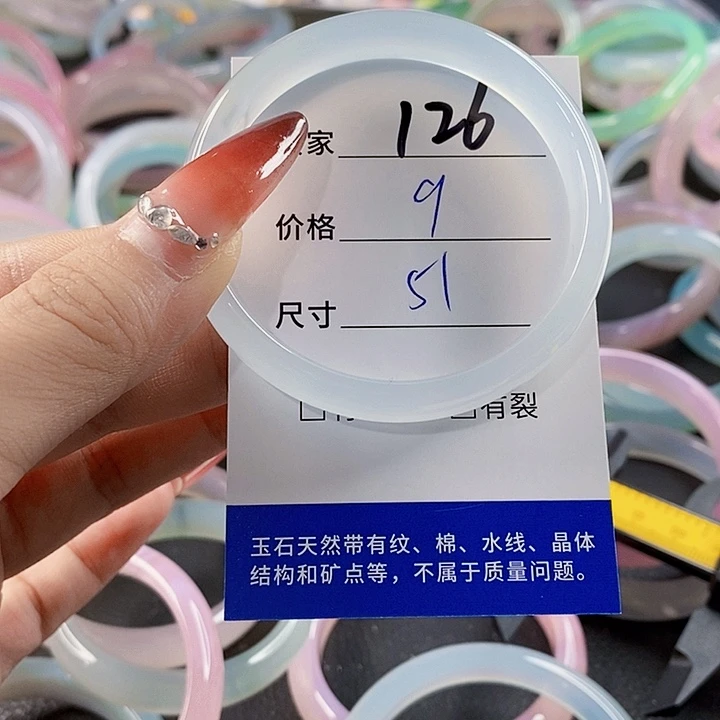 家 126
价格 9
尺寸 51
□有 □有裂
玉石天然带有纹、棉、水线、晶体
结构和矿点等，不属于质量问题。